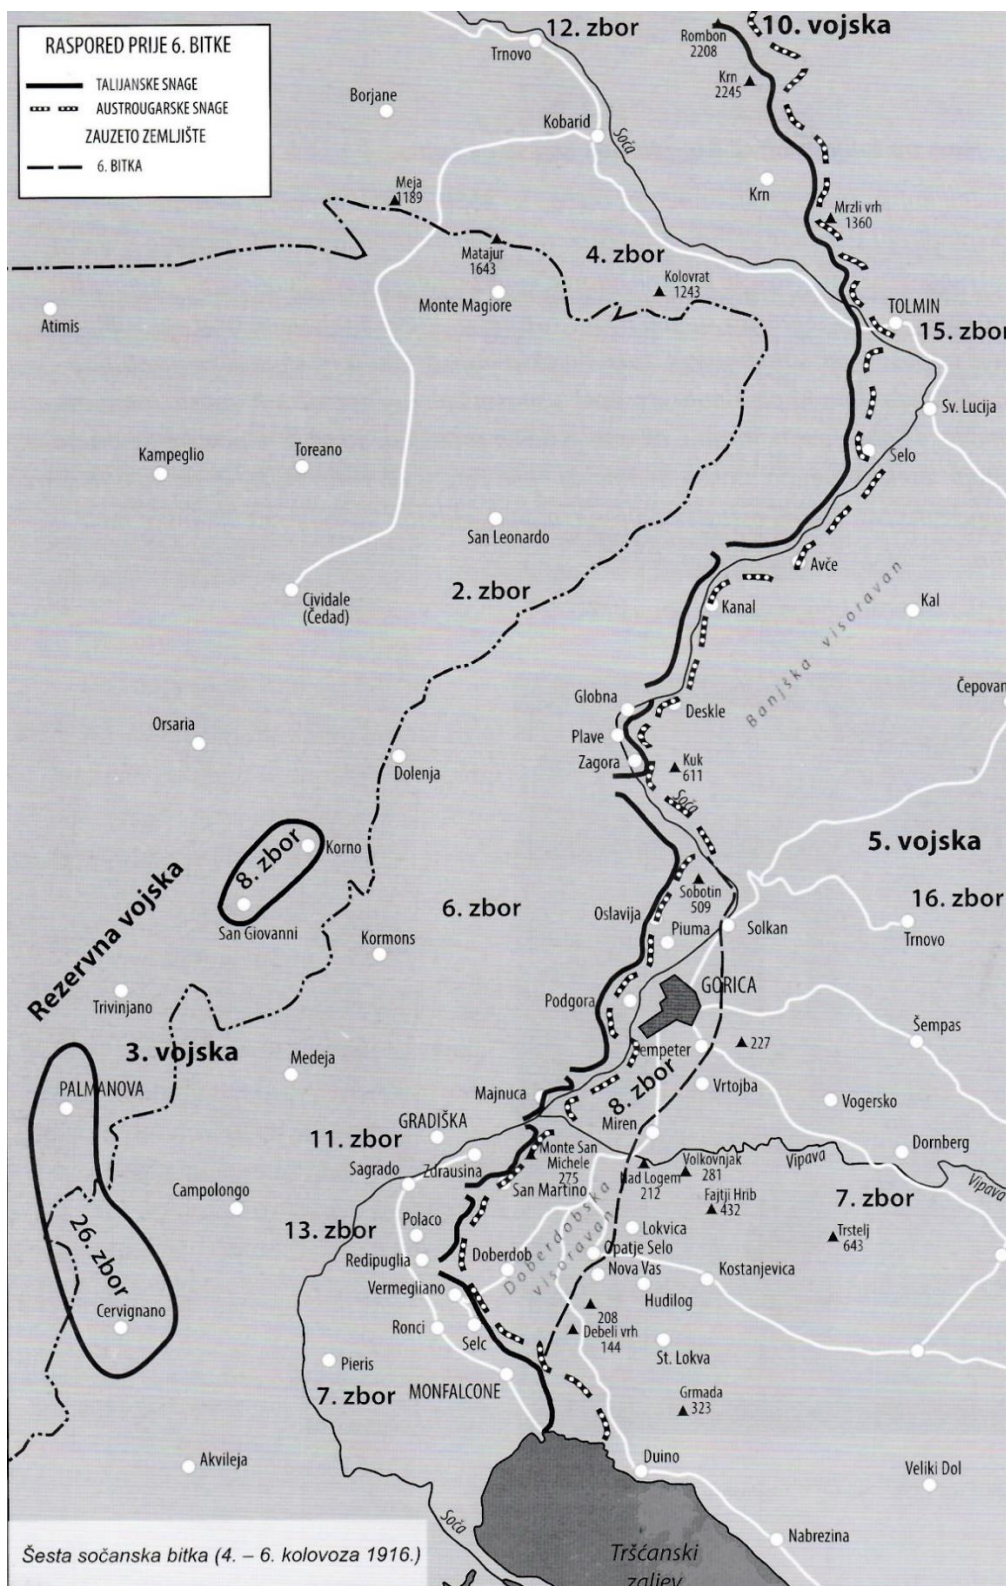 RASPORED PRIJE 6. BITKE
TALIJANSKE SNAGE
AUSTROUGARSKE SNAGE
ZAUZETO ZEMLJIŠTE
6. BITKA
12. zbor
10. vojska
Trnovo
Rombon
2208
Krn
2245
Borjane
Kobarid
Soča
Krn
Meja
1189
Mrzli vrh
1360
Matajur
1643
4. zbor
Kolovrat
1243
Monte Magiore
Atimis
TOLMIN
15. zbor
Sv. Lucija
Kampeglio
Toreano
Selo
San Leonardo
Avče
Cividale
(Čedad)
2. zbor
Kanal
Kal
Banjška visoravan
Čepovan
Globna
Deskle
Orsaria
Plave
Zagora
Kuk
611
Dolenja
Soča
Korno
8. zbor
5. vojska
Rezervna vojska
San Giovanni
6. zbor
Oslavija
Sobotin
509
16. zbor
Kormons
Piuma
Solkan
Trnovo
Trivinjano
Podgora
GORICA
3. vojska
Medeja
empeter
227
Šempas
PALMANOVA
Majnuca
8. zbor
Vrtojba
Vogersko
11. zbor
GRADIŠKA
Miren
Dornberg
Sagrado
Zdrausina
Monte San
Michele
275
Nad Logem
212
Volkovnjak
281
Vipava
Vipava
Campolongo
San Martino
Fajtji Hrib
432
7. zbor
26. zbor
13. zbor
Polaco
Lokvica
Trstelj
643
Redipuglia
Doberdob
Doberdobska
visoravan
Opatje Selo
Vermegliano
Nova Vas
Kostanjevica
Hudilog
Cervignano
Ronci
Selc
208
Debeli vrh
144
St. Lokva
Pieris
7. zbor
MONFALCONE
Grmada
323
Akvileja
Duino
Veliki Dol
Soča
Nabrezina
Šesta sočanska bitka (4. – 6. kolovoza 1916.)
Tršćanski
zaljev